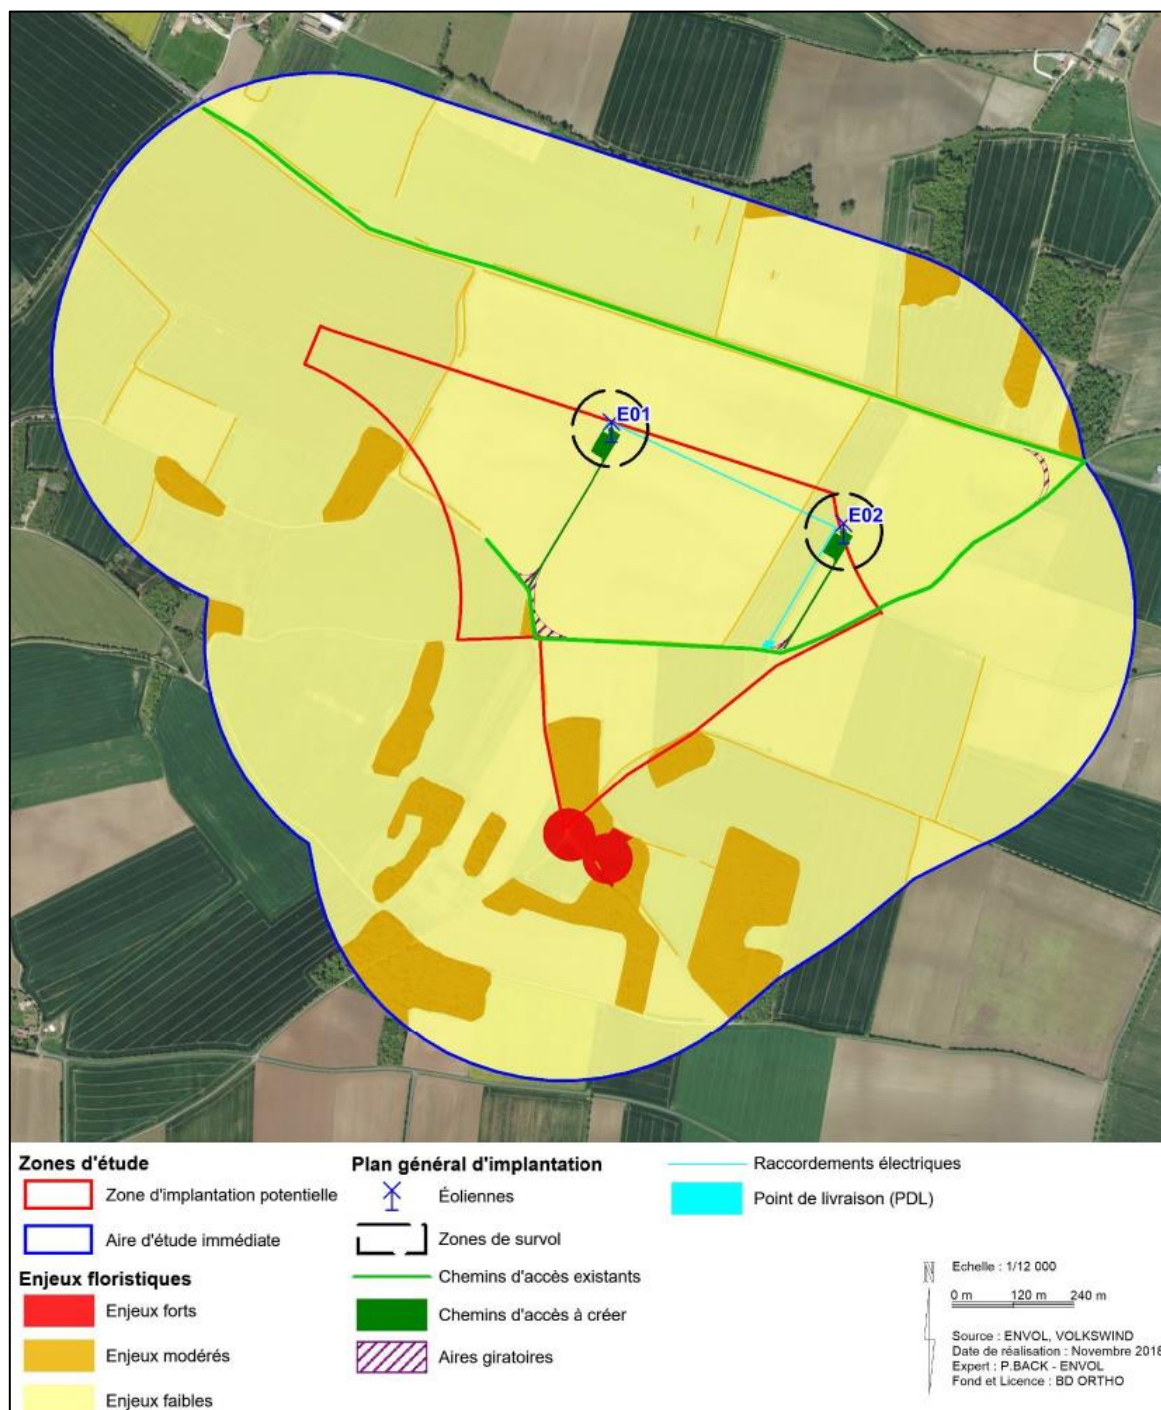 E01
E02
Zones d'étude
Zone d'implantation potentielle
Aire d'étude immédiate
Enjeux floristiques
Enjeux forts
Enjeux modérés
Enjeux faibles
Plan général d'implantation
Éoliennes
Zones de survol
Chemins d'accès existants
Chemins d'accès à créer
Aires giratoires
Raccordements électriques
Point de livraison (PDL)
N
Echelle : 1/12 000
0 m 120 m 240 m
Source : ENVOL, VOLKSWIND
Date de réalisation : Novembre 2018
Expert : P.BACK - ENVOL
Fond et Licence : BD ORTHO